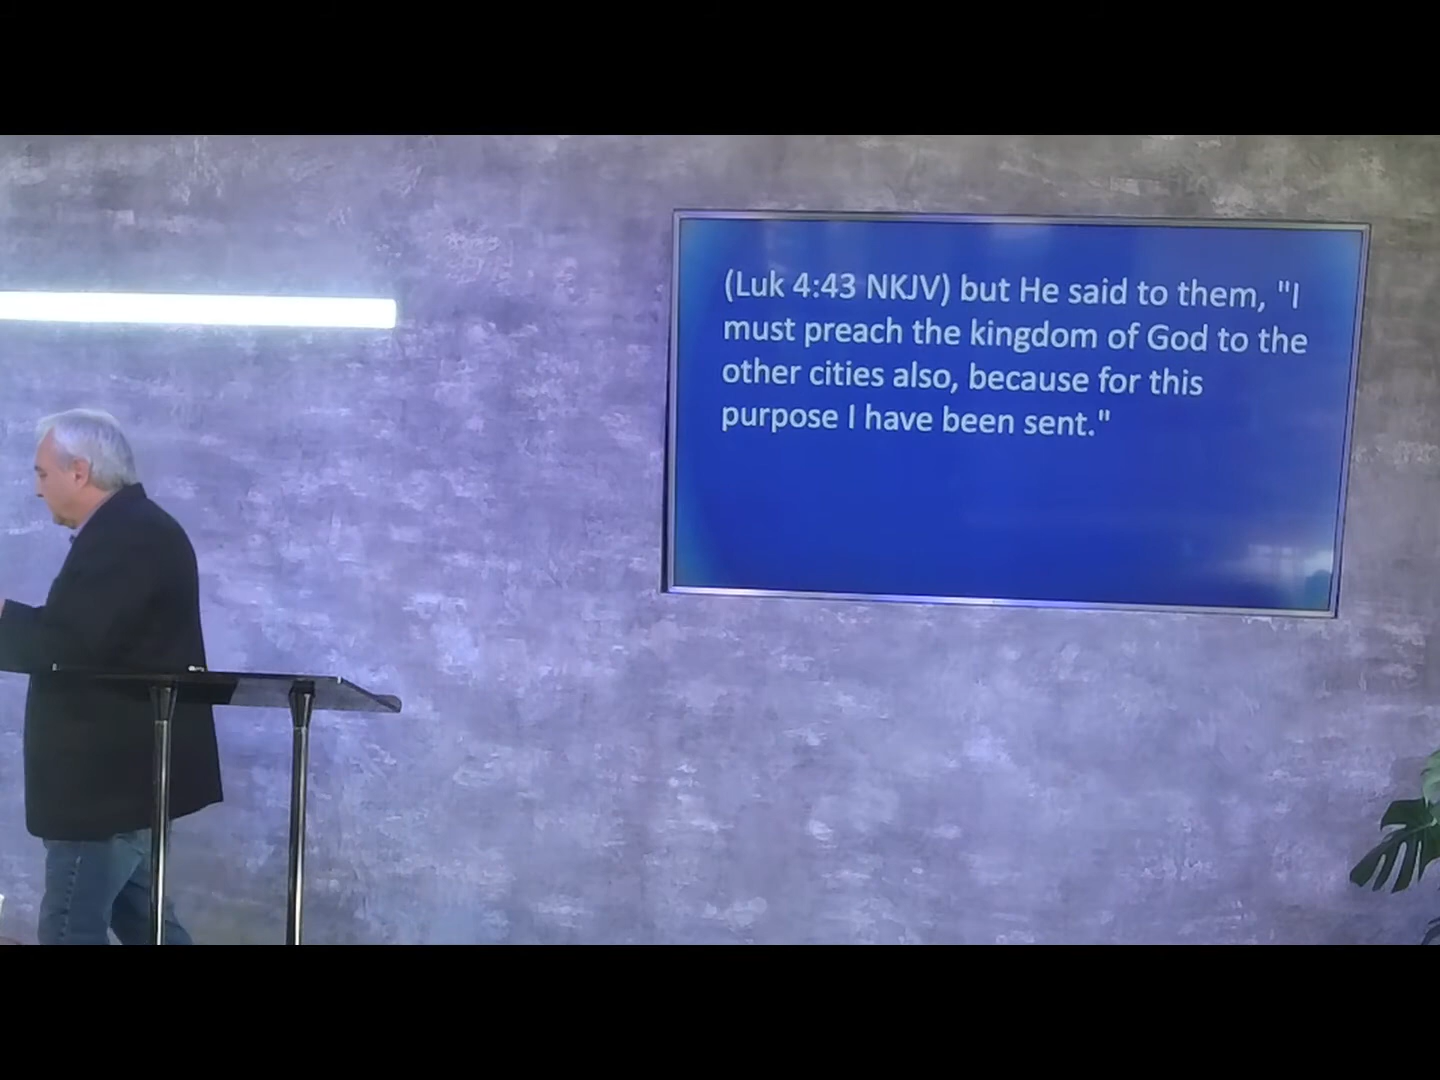 (Luk 4:43 NKJV) but He said to them, "I
must preach the kingdom of God to the
other cities also, because for this
purpose I have been sent."